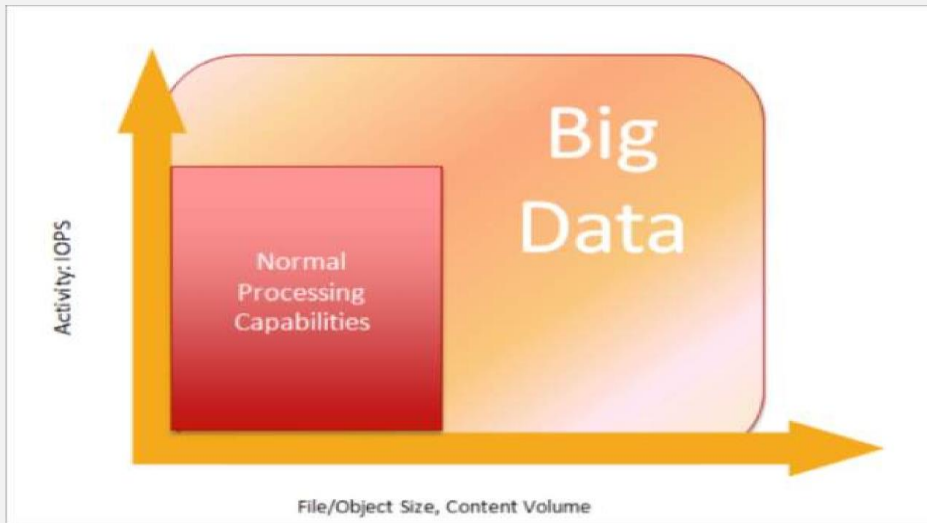 Big
Data
Activity: IOPS
Normal
Processing
Capabilities
File/Object Size, Content Volume